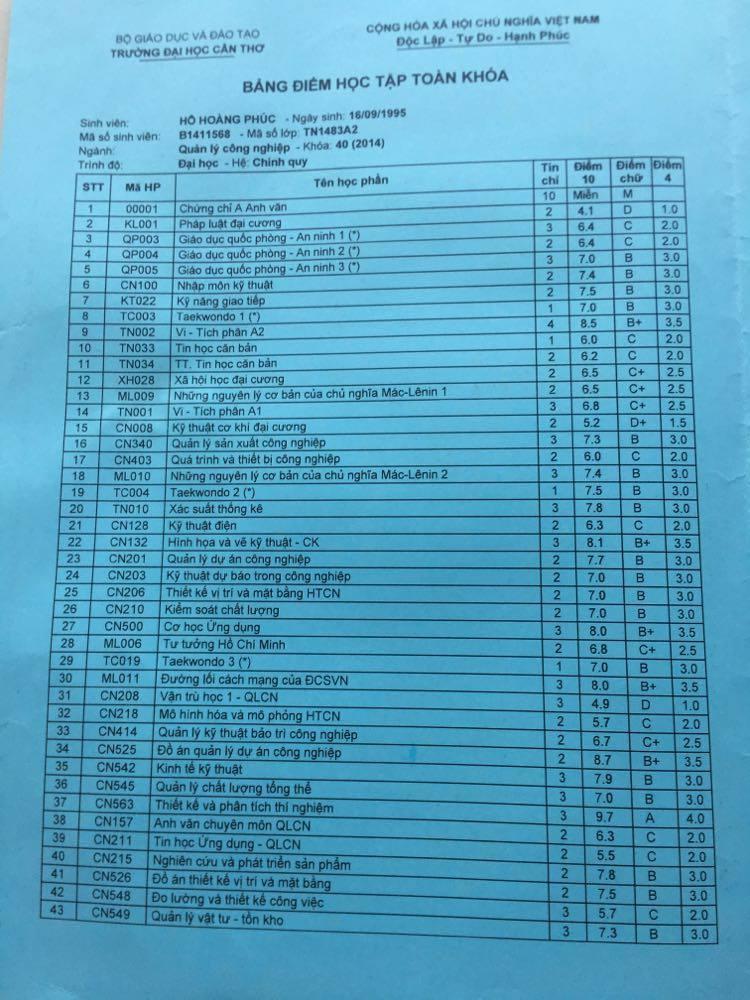 BỘ GIÁO DỤC VÀ ĐÀO TẠO
TRƯỜNG ĐẠI HỌC CẦN THƠ
CỘNG HÒA XÃ HỘI CHỦ NGHĨA VIỆT NAM
Độc Lập - Tự Do - Hạnh Phúc
BẢNG ĐIỂM HỌC TẬP TOÀN KHÓA
Sinh viên: HỒ HOÀNG PHÚC - Ngày sinh: 16/09/1995
Mã số sinh viên: B1411568 - Mã số lớp: TN1483A2
Ngành: Quản lý công nghiệp - Khóa: 40 (2014)
Trình độ: Đại học - Hệ: Chính quy
STT Mã HP Tên học phần Tín chỉ Điểm 10 Điểm chữ Điểm 4
1 00001 Chứng chỉ A Anh văn 10 Miễn M
2 KL001 Pháp luật đại cương 2 4.1 D 1.0
3 QP003 Giáo dục quốc phòng - An ninh 1 (*) 3 6.4 C 2.0
4 QP004 Giáo dục quốc phòng - An ninh 2 (*) 2 6.4 C 2.0
5 QP005 Giáo dục quốc phòng - An ninh 3 (*) 3 7.0 B 3.0
6 CN100 Nhập môn kỹ thuật 2 7.4 B 3.0
7 KT022 Kỹ năng giao tiếp 2 7.5 B 3.0
8 TC003 Taekwondo 1 (*) 1 7.0 B 3.0
9 TN002 Vi - Tích phân A2 4 8.5 B+ 3.5
10 TN033 Tin học căn bản 1 6.0 C 2.0
11 TN034 TT. Tin học căn bản 2 6.2 C 2.0
12 XH028 Xã hội học đại cương 2 6.5 C+ 2.5
13 ML009 Những nguyên lý cơ bản của chủ nghĩa Mác-Lênin 1 2 6.5 C+ 2.5
14 TN001 Vi - Tích phân A1 3 6.8 C+ 2.5
15 CN008 Kỹ thuật cơ khí đại cương 2 5.2 D+ 1.5
16 CN340 Quản lý sản xuất công nghiệp 3 7.3 B 3.0
17 CN403 Quá trình và thiết bị công nghiệp 2 6.0 C 2.0
18 ML010 Những nguyên lý cơ bản của chủ nghĩa Mác-Lênin 2 3 7.4 B 3.0
19 TC004 Taekwondo 2 (*) 1 7.5 B 3.0
20 TN010 Xác suất thống kê 3 7.8 B 3.0
21 CN128 Kỹ thuật điện 2 6.3 C 2.0
22 CN132 Hình họa và vẽ kỹ thuật - CK 3 8.1 B+ 3.5
23 CN201 Quản lý dự án công nghiệp 2 7.7 B 3.0
24 CN203 Kỹ thuật dự báo trong công nghiệp 2 7.0 B 3.0
25 CN206 Thiết kế vị trí và mặt bằng HTCN 2 7.0 B 3.0
26 CN210 Kiểm soát chất lượng 2 7.0 B 3.0
27 CN500 Cơ học Ứng dụng 3 8.0 B+ 3.5
28 ML006 Tư tưởng Hồ Chí Minh 2 6.8 C+ 2.5
29 TC019 Taekwondo 3 (*) 1 7.0 B 3.0
30 ML011 Đường lối cách mạng của ĐCSVN 3 8.0 B+ 3.5
31 CN208 Vận trù học 1 - QLCN 3 4.9 D 1.0
32 CN218 Mô hình hóa và mô phỏng HTCN 2 5.7 C 2.0
33 CN414 Quản lý kỹ thuật bảo trì công nghiệp 2 6.7 C+ 2.5
34 CN525 Đồ án quản lý dự án công nghiệp 2 8.7 B+ 3.5
35 CN542 Kinh tế kỹ thuật 3 7.9 B 3.0
36 CN545 Quản lý chất lượng tổng thể 3 7.0 B 3.0
37 CN563 Thiết kế và phân tích thí nghiệm 3 9.7 A 4.0
38 CN157 Anh văn chuyên môn QLCN 2 6.3 C 2.0
39 CN211 Tin học Ứng dụng - QLCN 2 5.5 C 2.0
40 CN215 Nghiên cứu và phát triển sản phẩm 2 7.8 B 3.0
41 CN526 Đồ án thiết kế vị trí và mặt bằng 2 7.5 B 3.0
42 CN548 Đo lường và thiết kế công việc 3 5.7 C 2.0
43 CN549 Quản lý vật tư - tồn kho 3 7.3 B 3.0